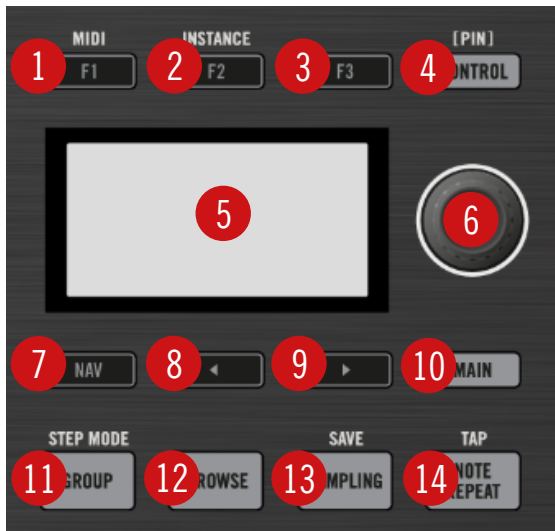 MIDI INSTANCE [PIN]
1 F1 2 F2 3 F3 4 ONTROL
5
6
7 NAV 8 9 10 MAIN
STEP MODE SAVE TAP
11 GROUP 12 ROWSE 13 MPLING 14 NOTE
EPEAT